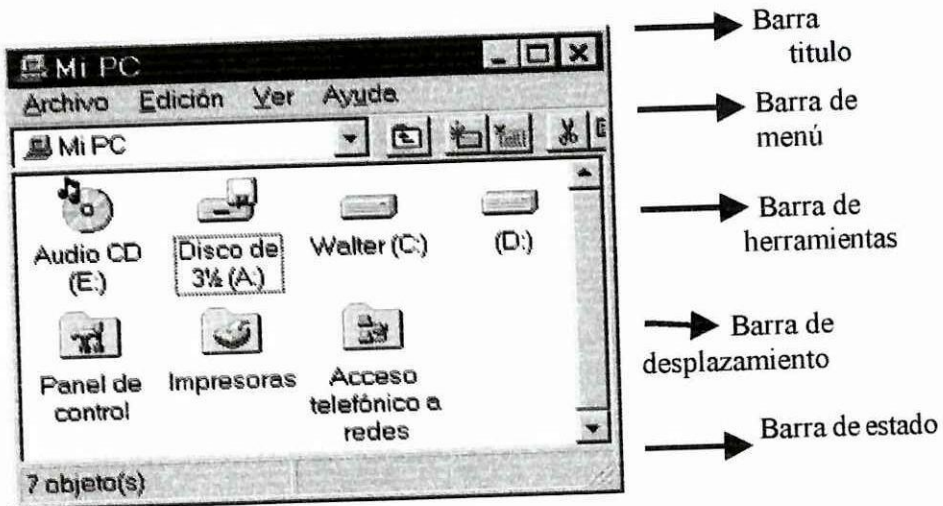 Barra
titulo
Mi PC
Archivo Edición Ver Ayuda
Barra de
menú
Mi PC
Barra de
herramientas
Audio CD
(E:)
Disco de
3½ (A:)
Walter (C:)
(D:)
Barra de
desplazamiento
Panel de
control
Impresoras
Acceso
telefónico a
redes
Barra de estado
7 objeto(s)